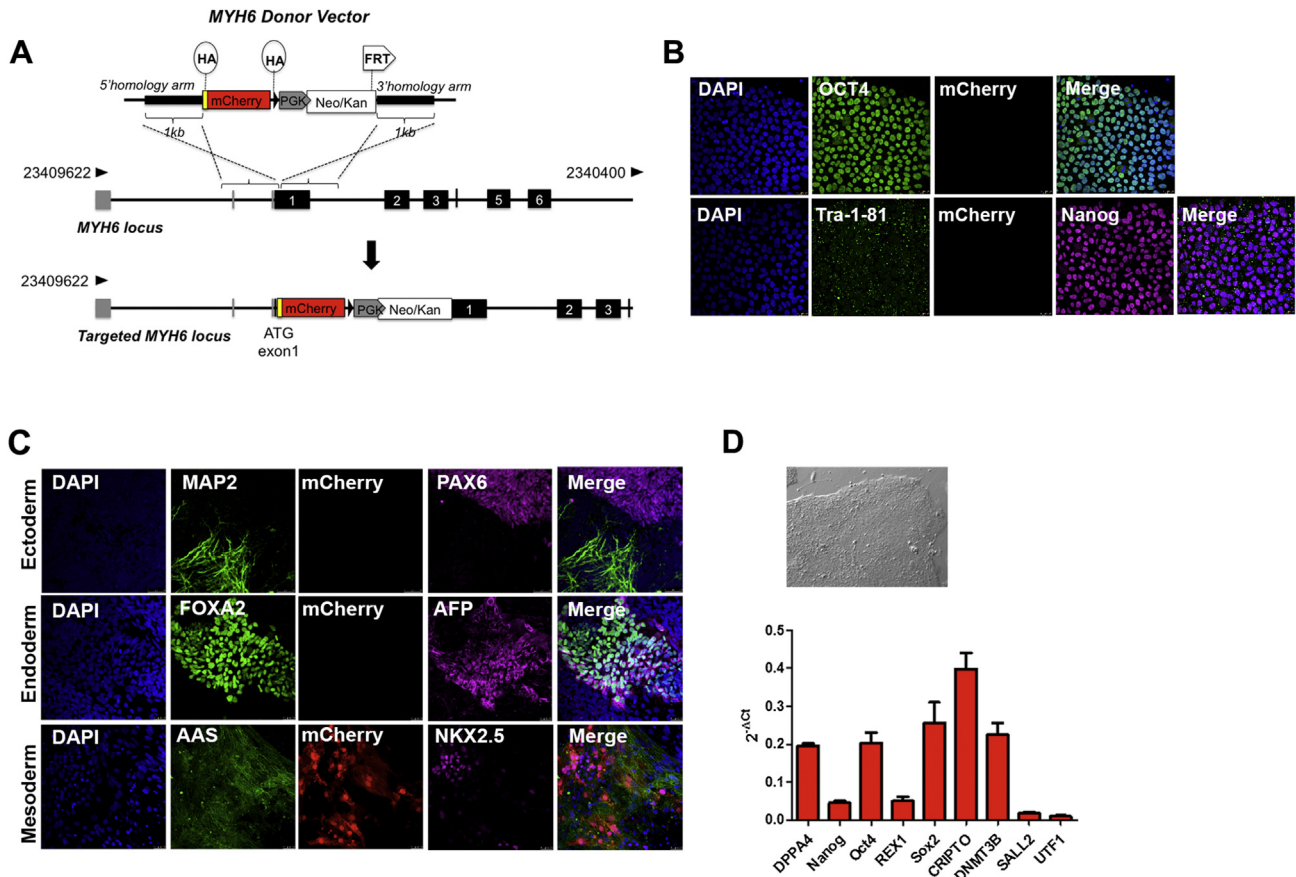 MYH6 Donor Vector
A
HA
HA
FRT
5'homology arm
3'homology arm
mCherry
PGK
Neo/Kan
1kb
1kb
23409622
2340400
1
2
3
5
6
MYH6 locus
23409622
mCherry
PGK
Neo/Kan
1
2
3
Targeted MYH6 locus
ATG
exon1
B
DAPI
OCT4
mCherry
Merge
DAPI
Tra-1-81
mCherry
Nanog
Merge
C
Ectoderm
DAPI
MAP2
mCherry
PAX6
Merge
Endoderm
DAPI
FOXA2
mCherry
AFP
Merge
Mesoderm
DAPI
AAS
mCherry
NKX2.5
Merge
D
2-ΔCt
0.5
0.4
0.3
0.2
0.1
0.0
DPPA4
Nanog
Oct4
REX1
Sox2
CRIPTO
DNMT3B
SALL2
UTF1